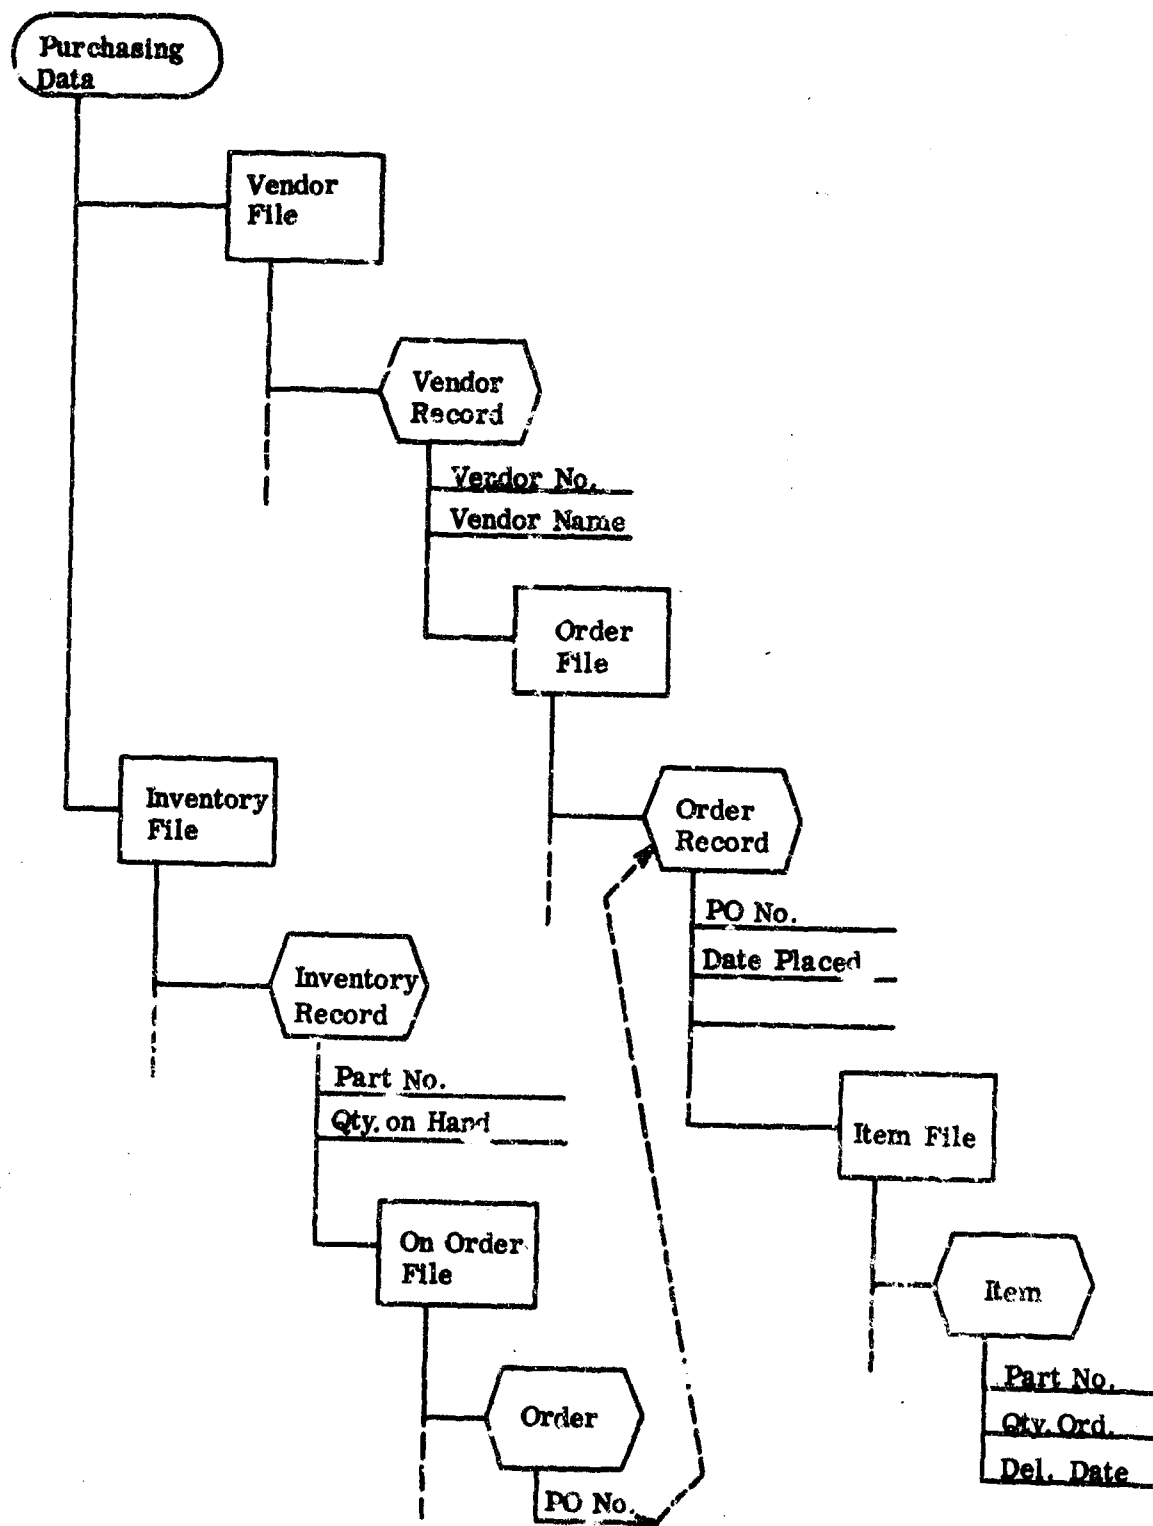 Purchasing
Data
Vendor
File
Vendor
Record
Vendor No.
Vendor Name
Order
File
Inventory
File
Order
Record
PO No.
Date Placed
Inventory
Record
Part No.
Qty. on Hand
Item File
On Order
File
Item
Order
Part No.
Qty. Ord.
Del. Date
PO No.